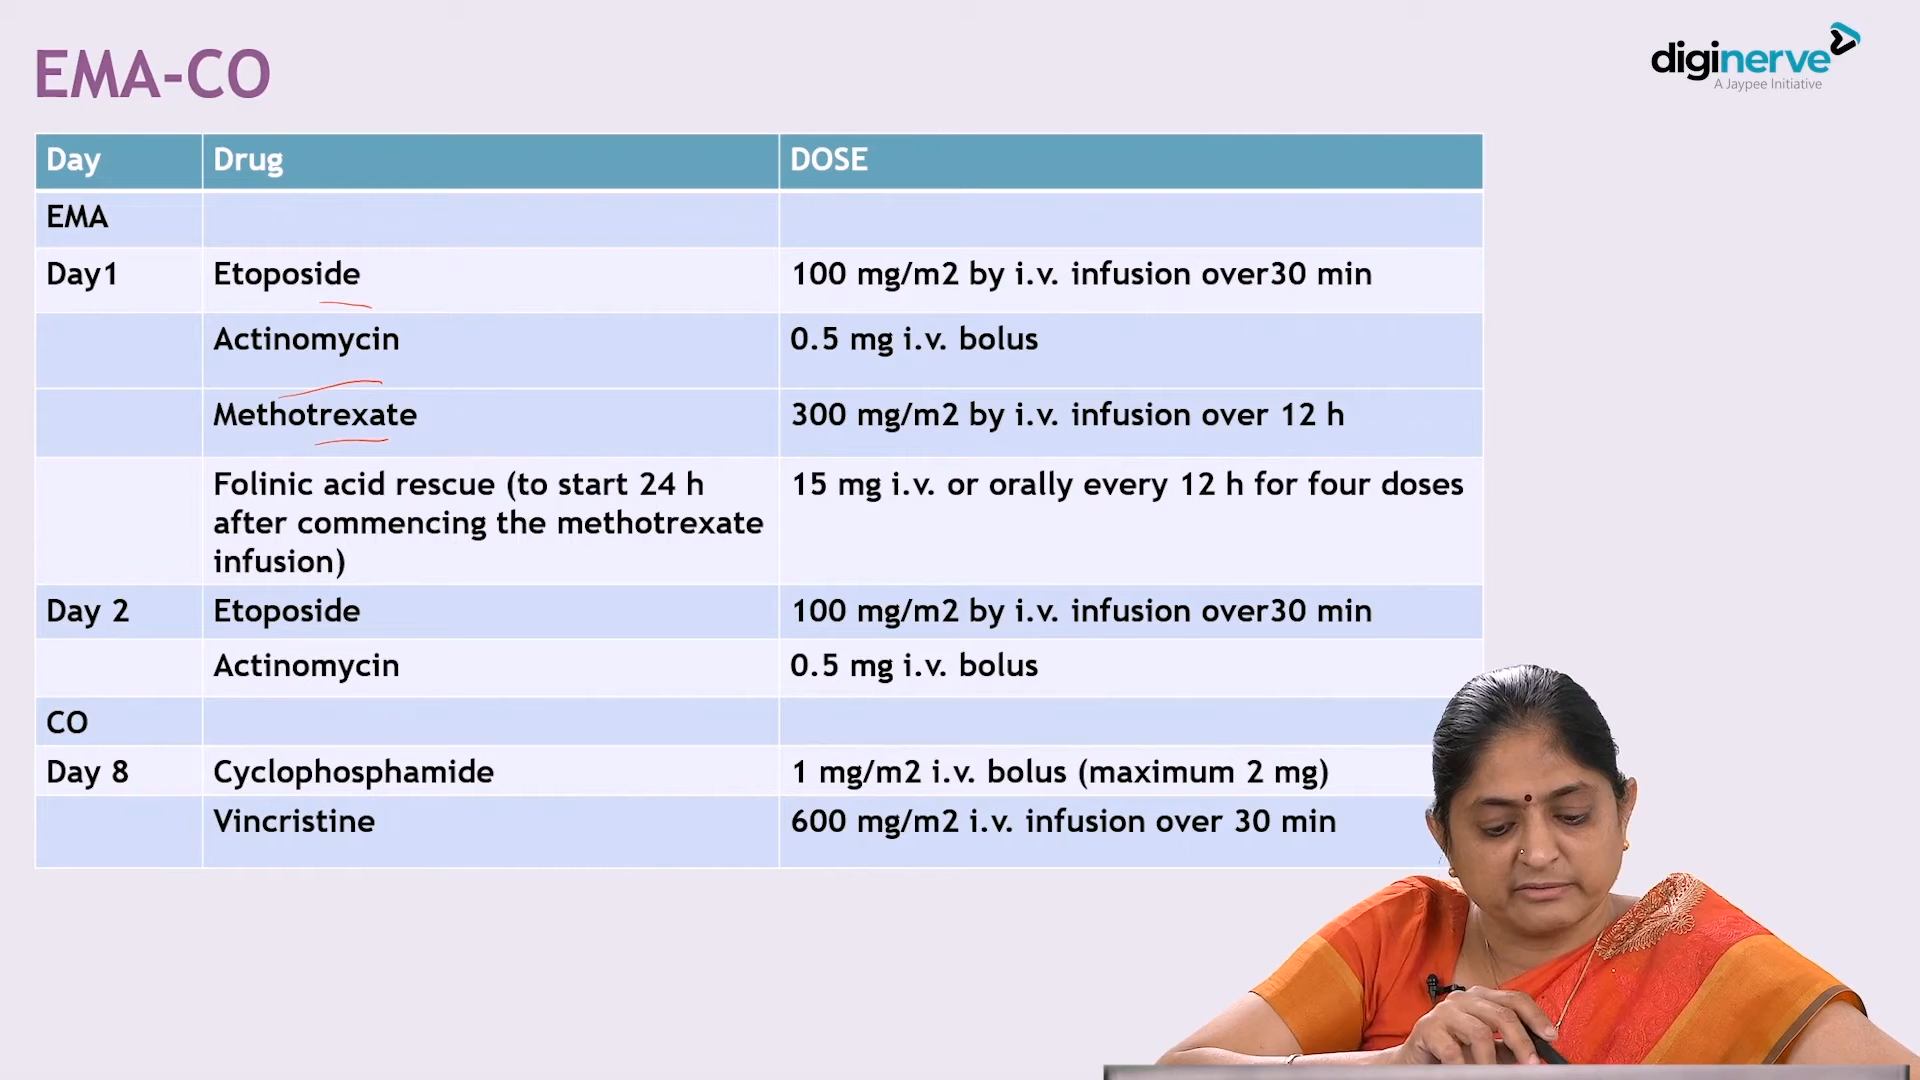 EMA-CO
diginerve
A Jaypee Initiative
Day Drug DOSE
EMA
Day1 Etoposide 100 mg/m2 by i.v. infusion over30 min
Actinomycin 0.5 mg i.v. bolus
Methotrexate 300 mg/m2 by i.v. infusion over 12 h
Folinic acid rescue (to start 24 h 15 mg i.v. or orally every 12 h for four doses
after commencing the methotrexate
infusion)
Day 2 Etoposide 100 mg/m2 by i.v. infusion over30 min
Actinomycin 0.5 mg i.v. bolus
CO
Day 8 Cyclophosphamide 1 mg/m2 i.v. bolus (maximum 2 mg)
Vincristine 600 mg/m2 i.v. infusion over 30 min